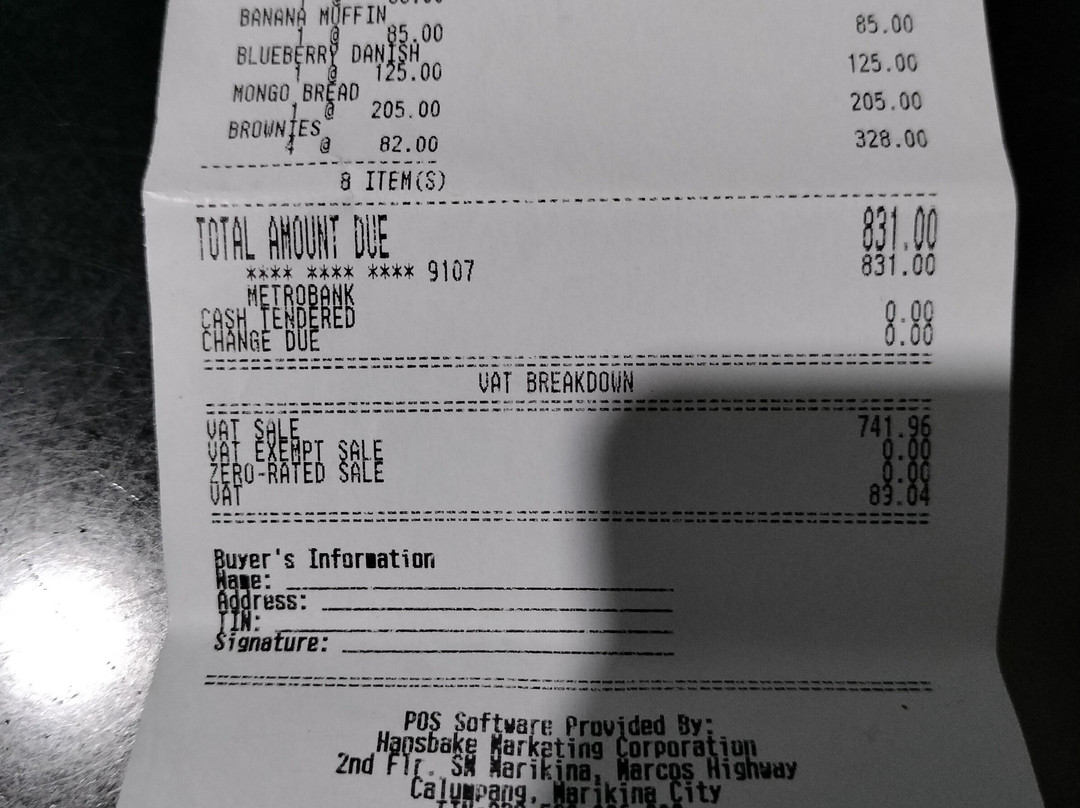 BANANA MUFFIN
1 @ 85.00 85.00
BLUEBERRY DANISH
1 @ 125.00 125.00
MONGO BREAD
1 @ 205.00 205.00
BROWNIES
4 @ 82.00 328.00
8 ITEM(S)
TOTAL AMOUNT DUE 831.00
**** **** **** 9107 831.00
METROBANK
CASH TENDERED 0.00
CHANGE DUE 0.00
VAT BREAKDOWN
VAT SALE 741.96
VAT EXEMPT SALE 0.00
ZERO-RATED SALE 0.00
VAT 89.04
Buyer's Information
Name:
Address:
TIN:
Signature:
POS Software Provided By:
Hansbake Marketing Corporation
2nd Flr. SM Marikina, Marcos Highway
Calumpang, Marikina City